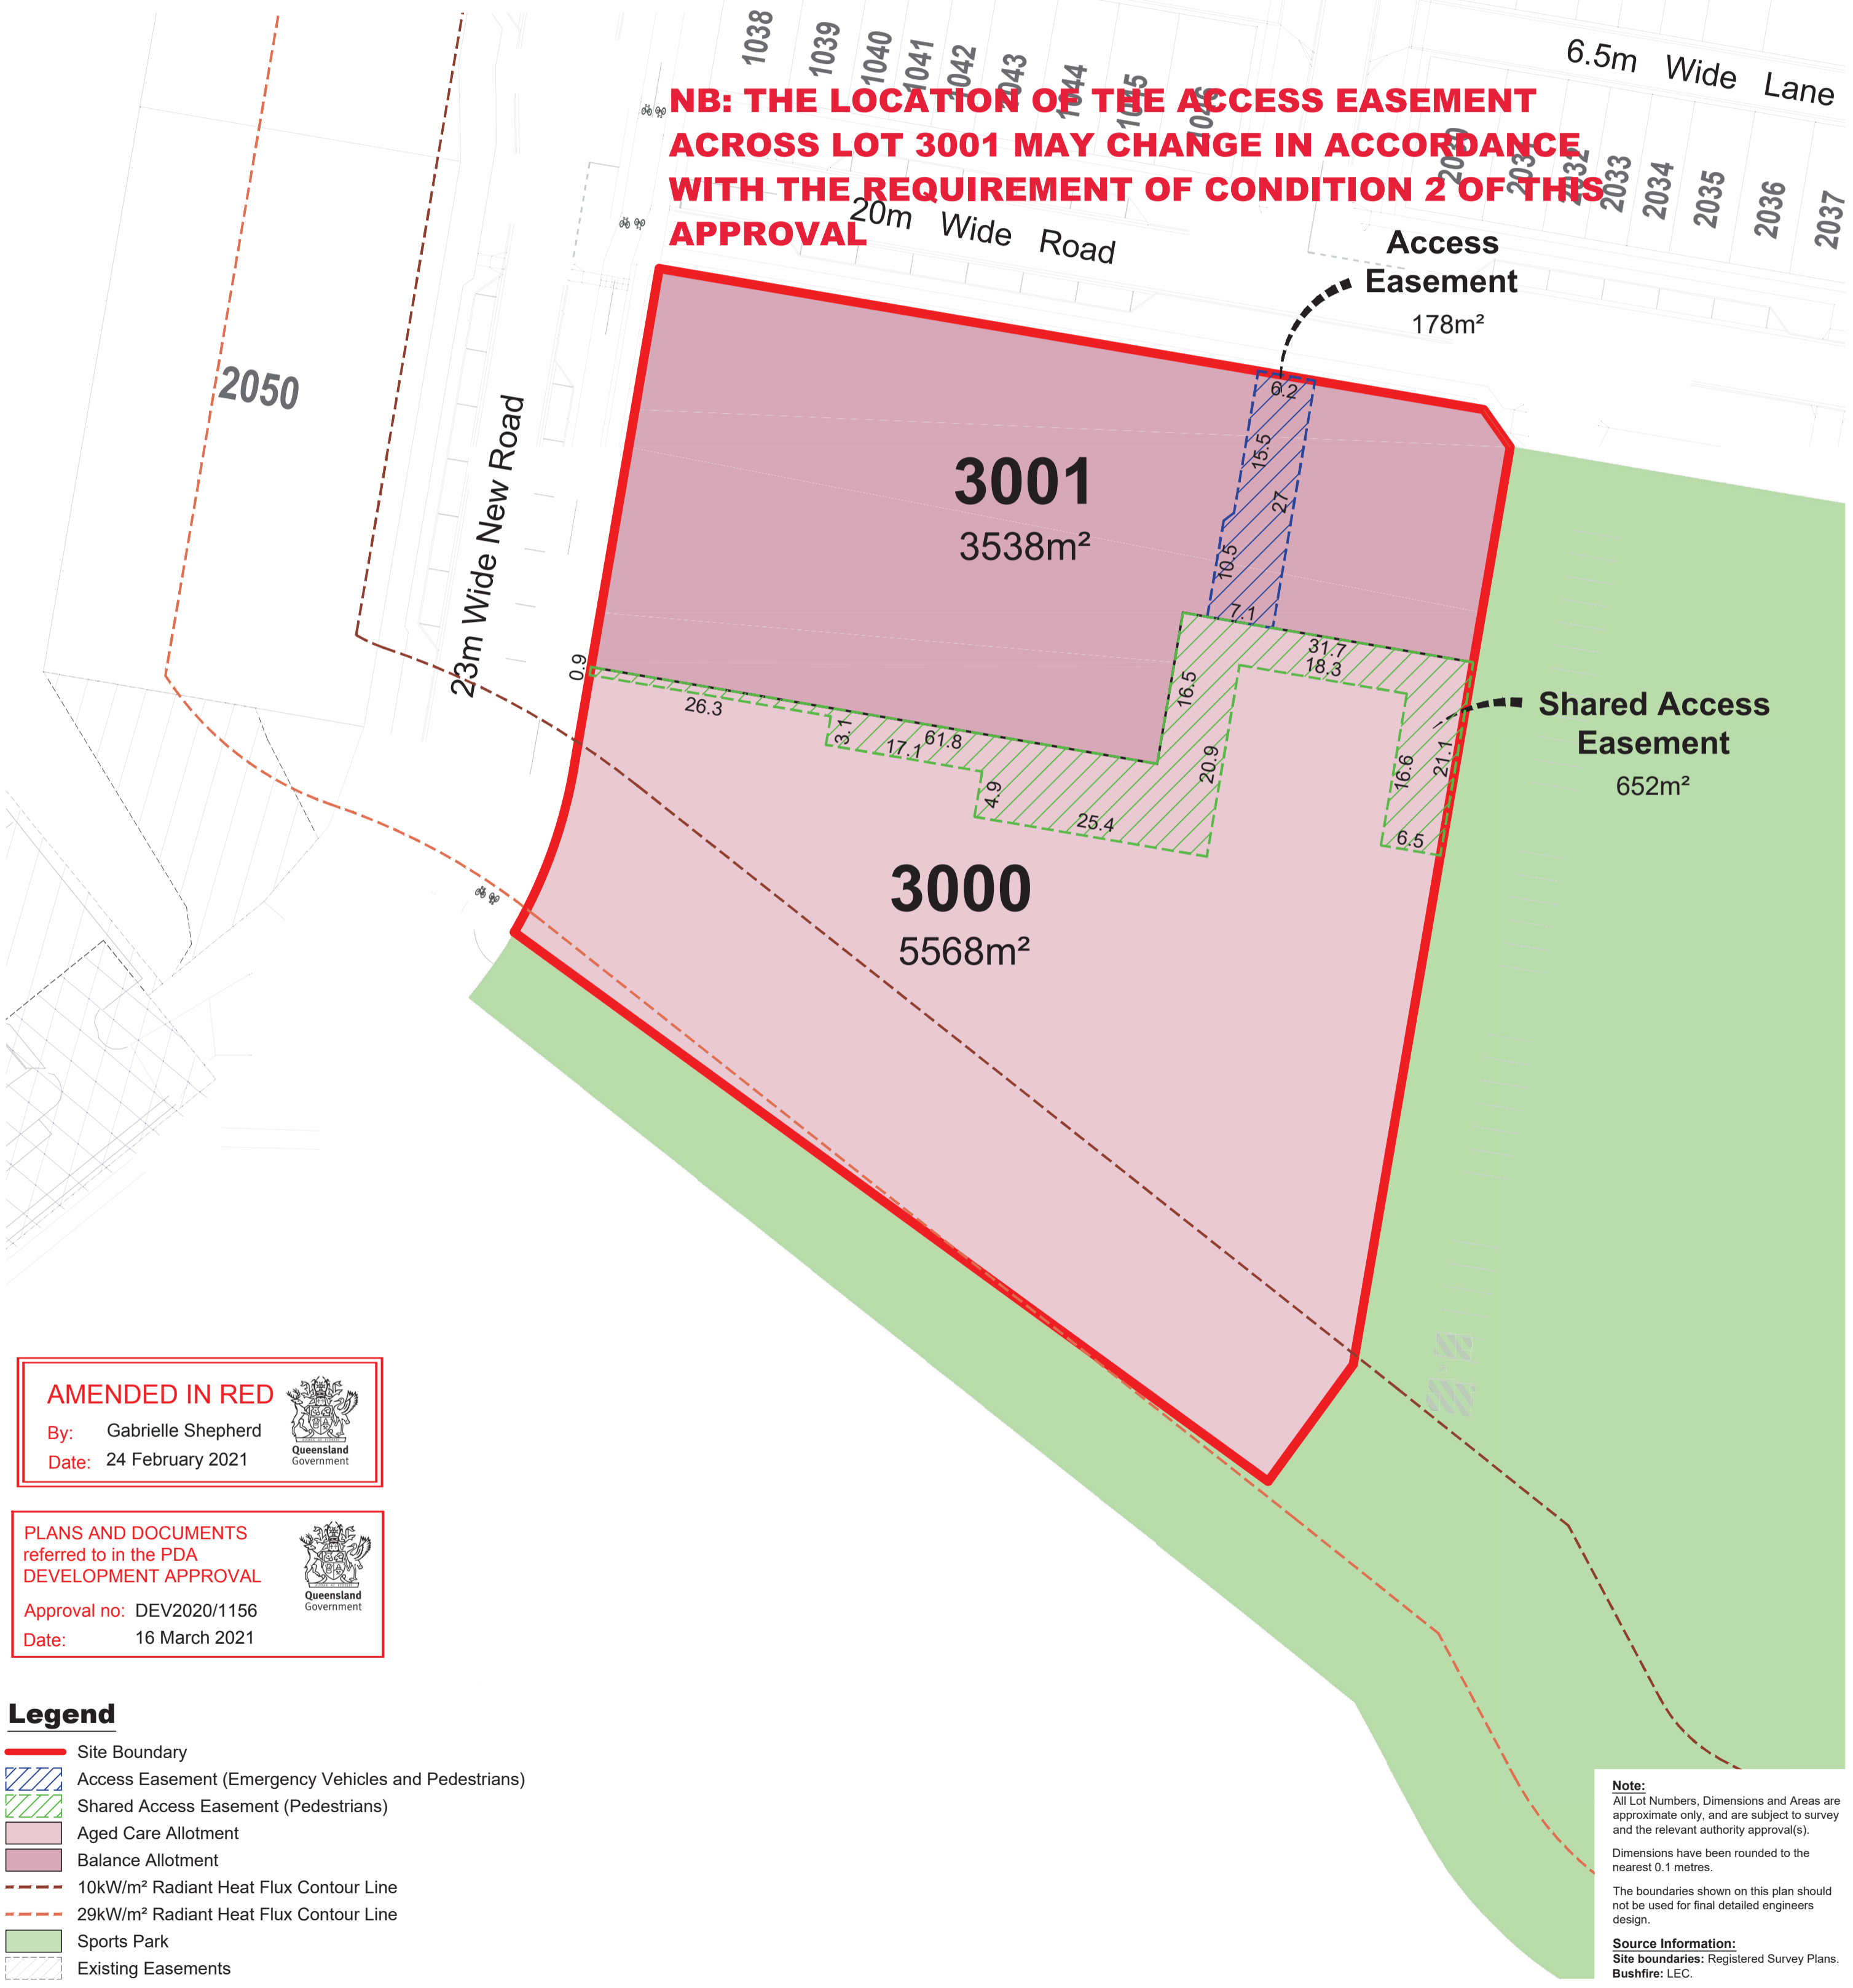 1038
1039
1040
1041
1042
2043
1044
1045
1046
6.5m Wide Lane
NB: THE LOCATION OF THE ACCESS EASEMENT
ACROSS LOT 3001 MAY CHANGE IN ACCORDANCE
WITH THE REQUIREMENT OF CONDITION 2 OF THIS
APPROVAL
2030
2031
2032
2033
2034
2035
2036
2037
20m Wide Road
Access
Easement
178m²
2050
23m Wide New Road
6.2
15.5
27
10.5
7.1
3001
3538m²
31.7
18.3
0.9
26.3
3.1
17.1
61.8
16.5
4.9
25.4
20.9
16.6
21.1
6.5
Shared Access
Easement
652m²
3000
5568m²
AMENDED IN RED
By: Gabrielle Shepherd
Date: 24 February 2021
Queensland
Government
PLANS AND DOCUMENTS
referred to in the PDA
DEVELOPMENT APPROVAL
Approval no: DEV2020/1156
Date: 16 March 2021
Queensland
Government
Legend
Site Boundary
Access Easement (Emergency Vehicles and Pedestrians)
Shared Access Easement (Pedestrians)
Aged Care Allotment
Balance Allotment
10kW/m² Radiant Heat Flux Contour Line
29kW/m² Radiant Heat Flux Contour Line
Sports Park
Existing Easements
Note:
All Lot Numbers, Dimensions and Areas are
approximate only, and are subject to survey
and the relevant authority approval(s).
Dimensions have been rounded to the
nearest 0.1 metres.
The boundaries shown on this plan should
not be used for final detailed engineers
design.
Source Information:
Site boundaries: Registered Survey Plans.
Bushfire: LEC.